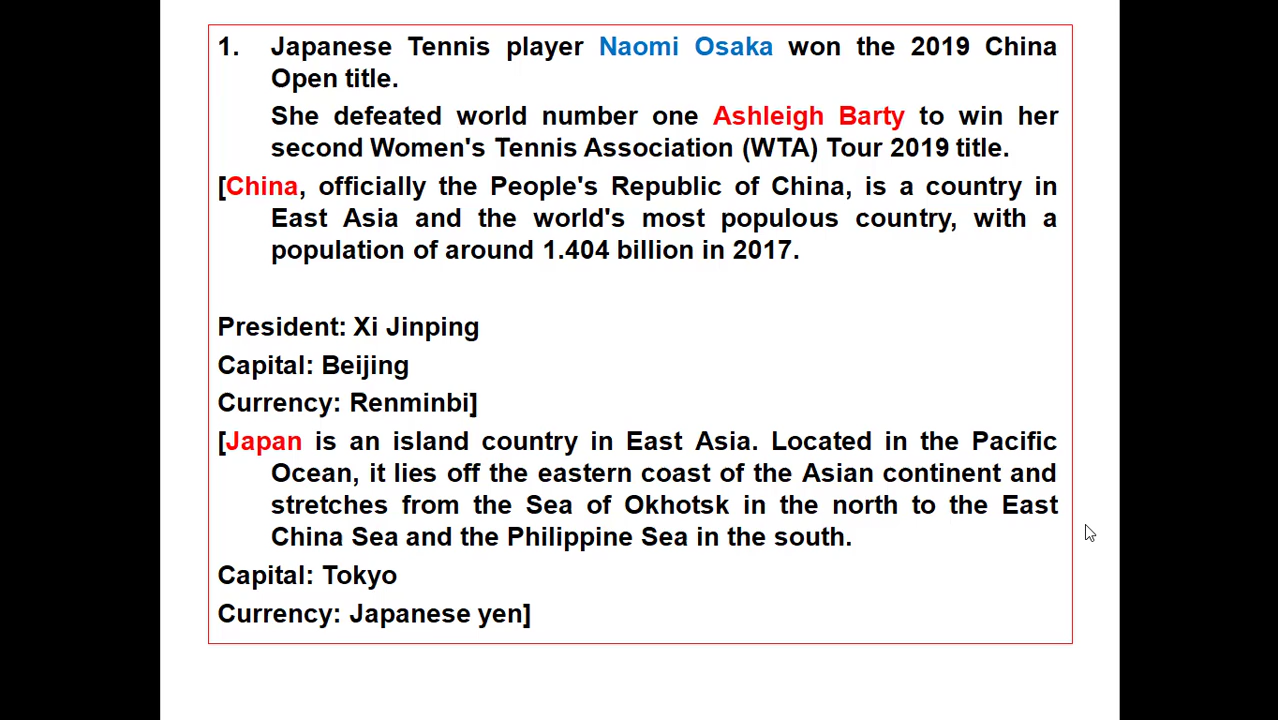 1. Japanese Tennis player Naomi Osaka won the 2019 China
Open title.
She defeated world number one Ashleigh Barty to win her
second Women's Tennis Association (WTA) Tour 2019 title.
[China, officially the People's Republic of China, is a country in
East Asia and the world's most populous country, with a
population of around 1.404 billion in 2017.
President: Xi Jinping
Capital: Beijing
Currency: Renminbi]
[Japan is an island country in East Asia. Located in the Pacific
Ocean, it lies off the eastern coast of the Asian continent and
stretches from the Sea of Okhotsk in the north to the East
China Sea and the Philippine Sea in the south.
Capital: Tokyo
Currency: Japanese yen]